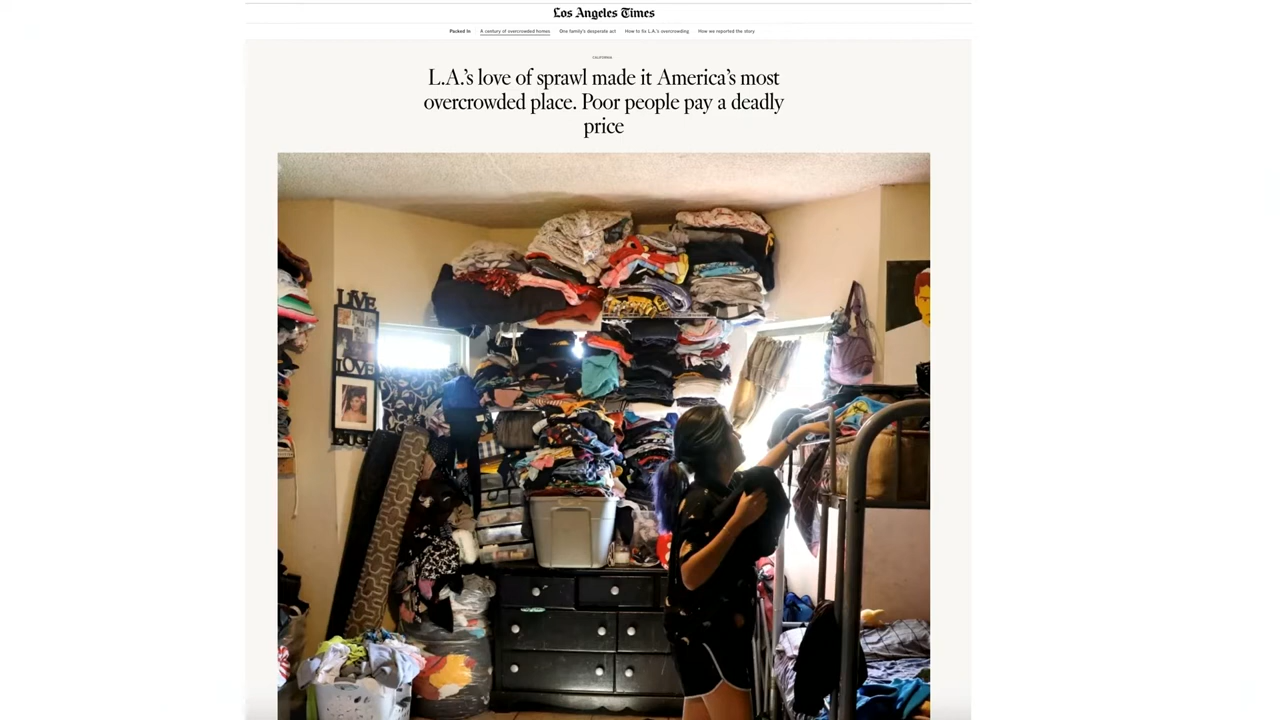 Los Angeles Times
Packed In A century of overcrowded homes One family's desperate act How to fix L.A.'s overcrowding How we reported the story
CALIFORNIA
L.A.'s love of sprawl made it America's most
overcrowded place. Poor people pay a deadly
price
LIVE
LOVE
LAUGH